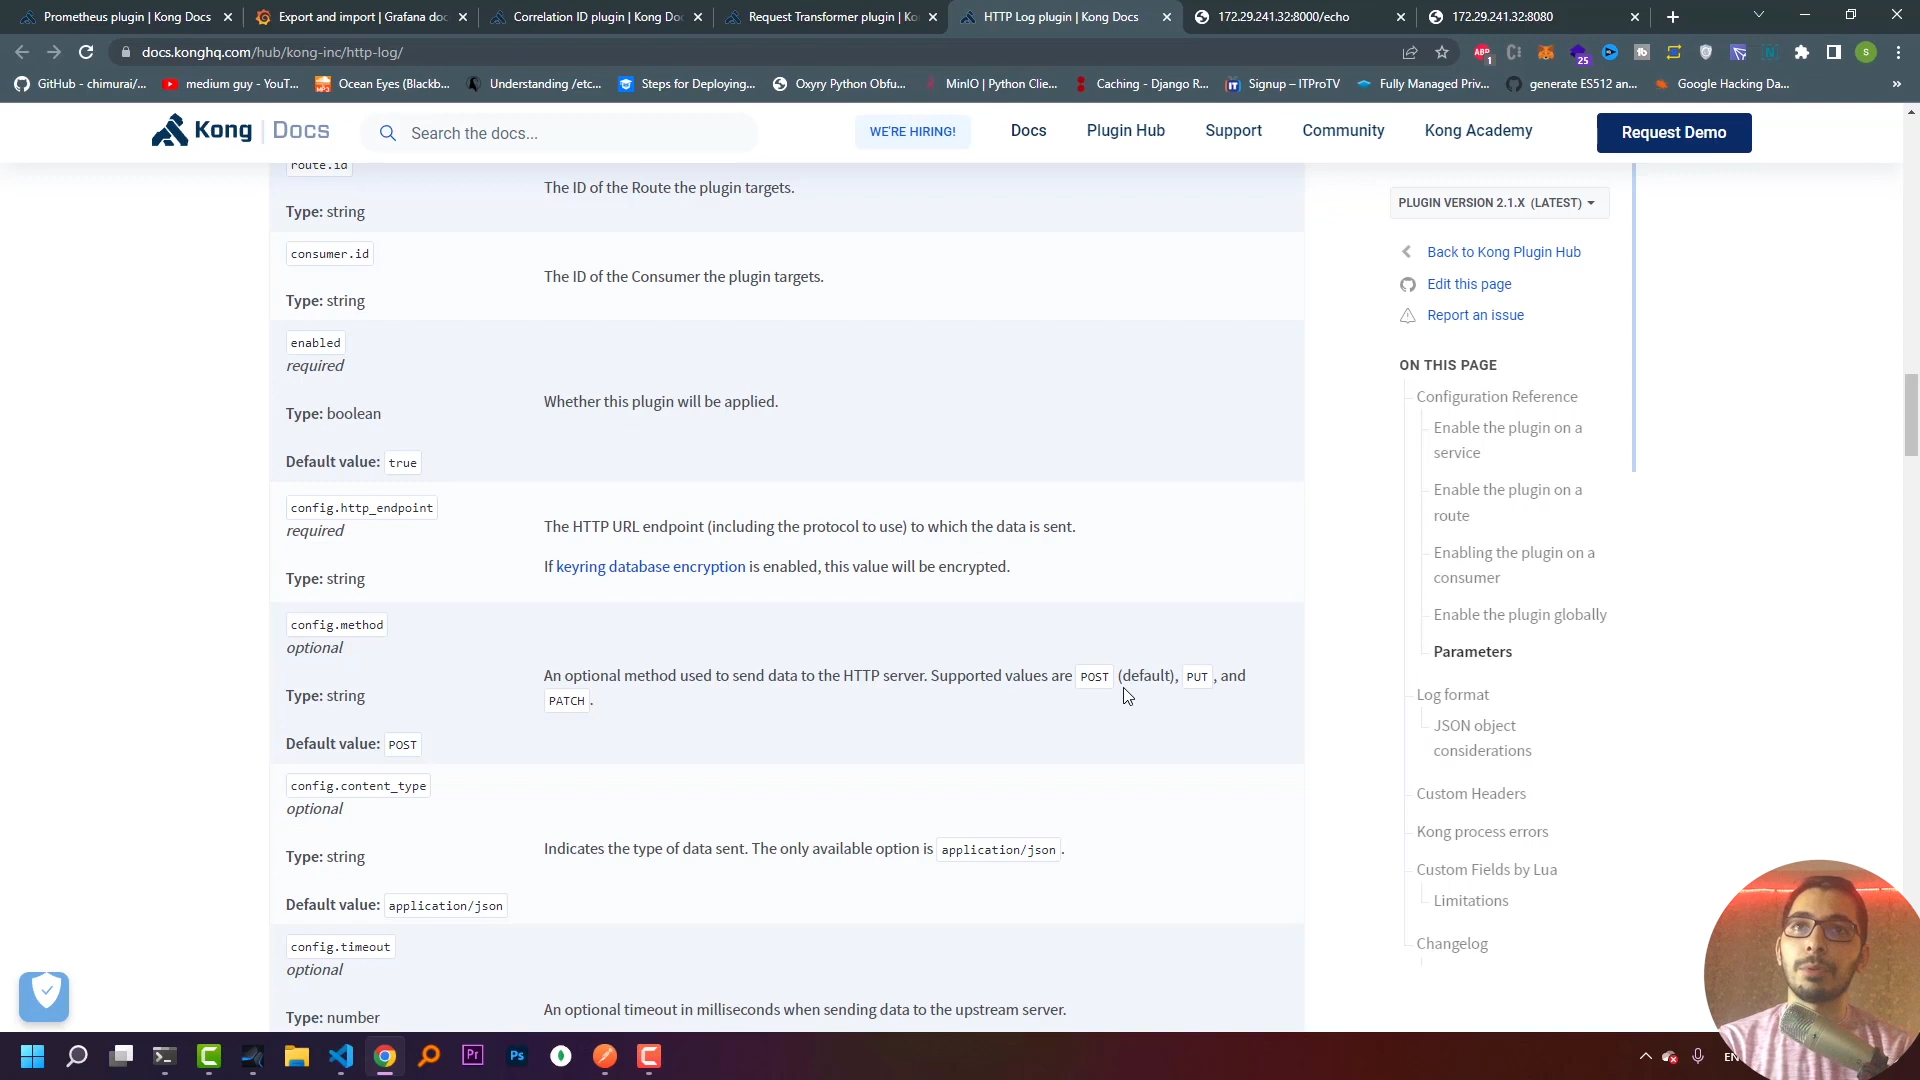 Prometheus plugin | Kong Docs
Export and import | Grafana doc
Correlation ID plugin | Kong Doc
Request Transformer plugin | Ko
HTTP Log plugin | Kong Docs
172.29.241.32:8000/echo
172.29.241.32:8080
docs.konghq.com/hub/kong-inc/http-log/
ABP
1
25
tb
N
S
GitHub - chimurai/...
medium guy - YouT...
Ocean Eyes (Blackb...
Understanding /etc...
Steps for Deploying...
Oxyry Python Obfu...
MinIO | Python Clie...
Caching - Django R...
Signup – ITProTV
Fully Managed Priv...
generate ES512 an...
Google Hacking Da...
»
Kong | Docs
Search the docs...
WE'RE HIRING!
Docs
Plugin Hub
Support
Community
Kong Academy
Request Demo
route.id
The ID of the Route the plugin targets.
Type: string
consumer.id
The ID of the Consumer the plugin targets.
Type: string
enabled
required
Whether this plugin will be applied.
Type: boolean
Default value: true
config.http_endpoint
required
The HTTP URL endpoint (including the protocol to use) to which the data is sent.
If keyring database encryption is enabled, this value will be encrypted.
Type: string
config.method
optional
An optional method used to send data to the HTTP server. Supported values are POST (default), PUT, and
PATCH.
Type: string
Default value: POST
config.content_type
optional
Indicates the type of data sent. The only available option is application/json.
Type: string
Default value: application/json
config.timeout
optional
An optional timeout in milliseconds when sending data to the upstream server.
Type: number
PLUGIN VERSION 2.1.X (LATEST)
Back to Kong Plugin Hub
Edit this page
Report an issue
ON THIS PAGE
Configuration Reference
Enable the plugin on a
service
Enable the plugin on a
route
Enabling the plugin on a
consumer
Enable the plugin globally
Parameters
Log format
JSON object
considerations
Custom Headers
Kong process errors
Custom Fields by Lua
Limitations
Changelog
Pr
Ps
EN